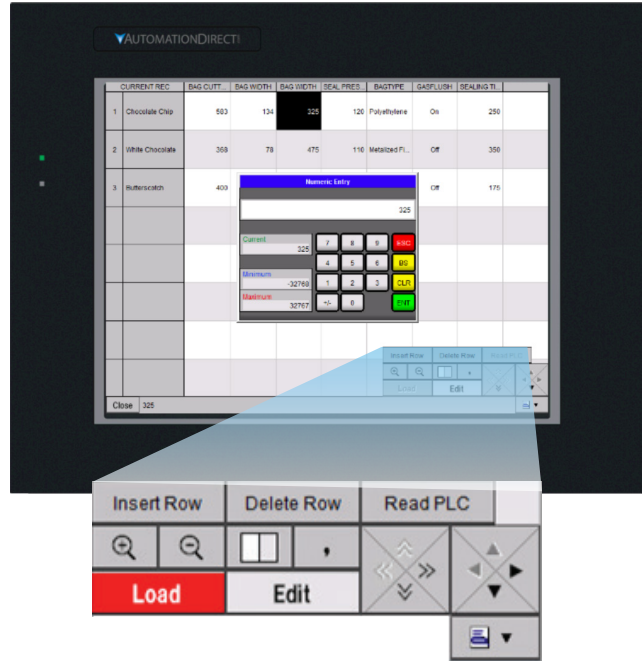 AUTOMATIONDIRECT
CURRENT REC BAG CUTT... BAG WIDTH BAG WIDTH SEAL PRES... BAGTYPE GASFLUSH SEALING TI...
1 Chocolate Chip 583 134 325 120 Polyethylene On 250
2 White Chocolate 368 78 475 110 Metalized Fi... Off 350
3 Butterscotch 400 Off 175
Numeric Entry
325
Current
325
7 8 9 ESC
4 5 6 BS
Minimum
-32768
1 2 3 CLR
Maximum
32767
+/- 0 ENT
Insert Row Delete Row Read PLC
,
Load Edit
Close 325
Insert Row Delete Row Read PLC
,
Load Edit